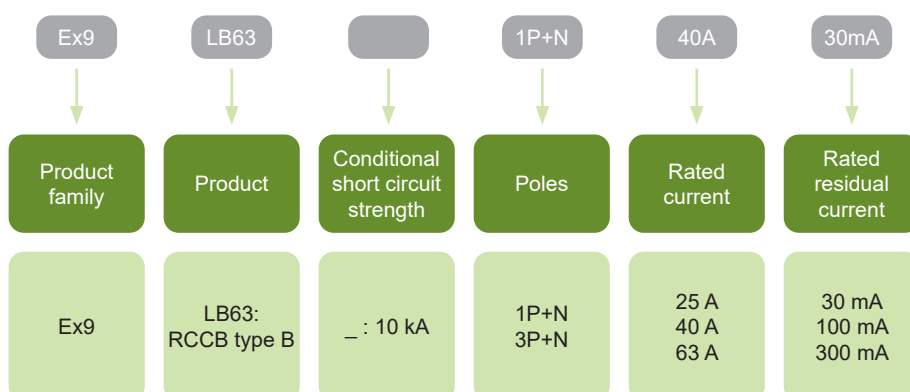 Ex9
LB63
1P+N
40A
30mA
Product
family
Product
Conditional
short circuit
strength
Poles
Rated
current
Rated
residual
current
Ex9
LB63:
RCCB type B
_ : 10 kA
1P+N
3P+N
25 A
40 A
63 A
30 mA
100 mA
300 mA